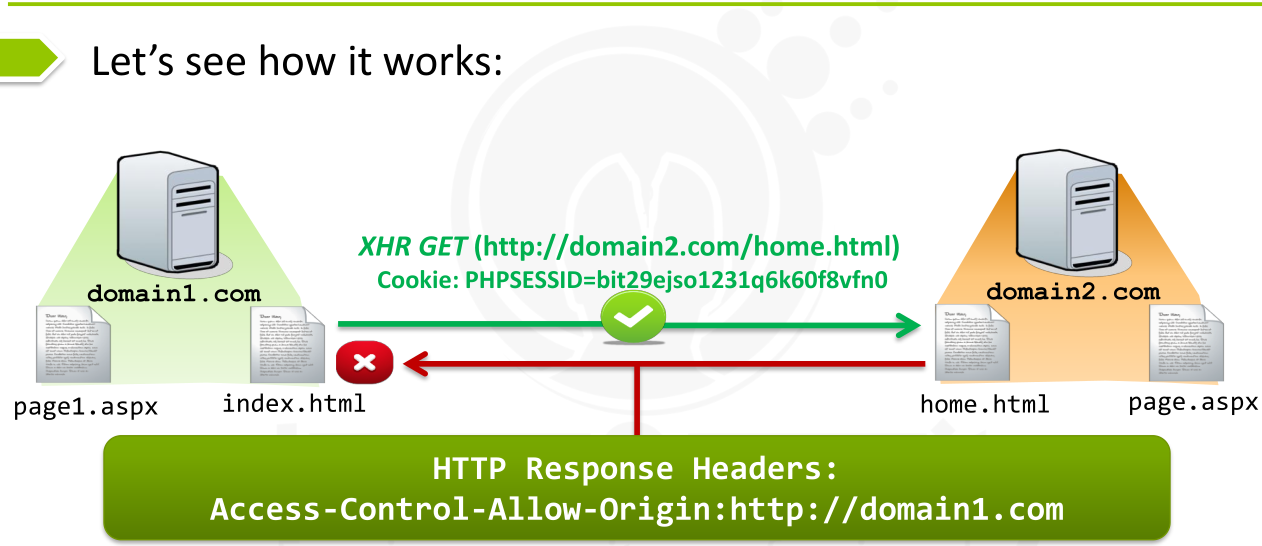 Let's see how it works:
XHR GET (http://domain2.com/home.html)
Cookie: PHPSESSID=bit29ejso1231q6k60f8vfn0
domain1.com
domain2.com
page1.aspx
index.html
home.html
page.aspx
HTTP Response Headers:
Access-Control-Allow-Origin:http://domain1.com